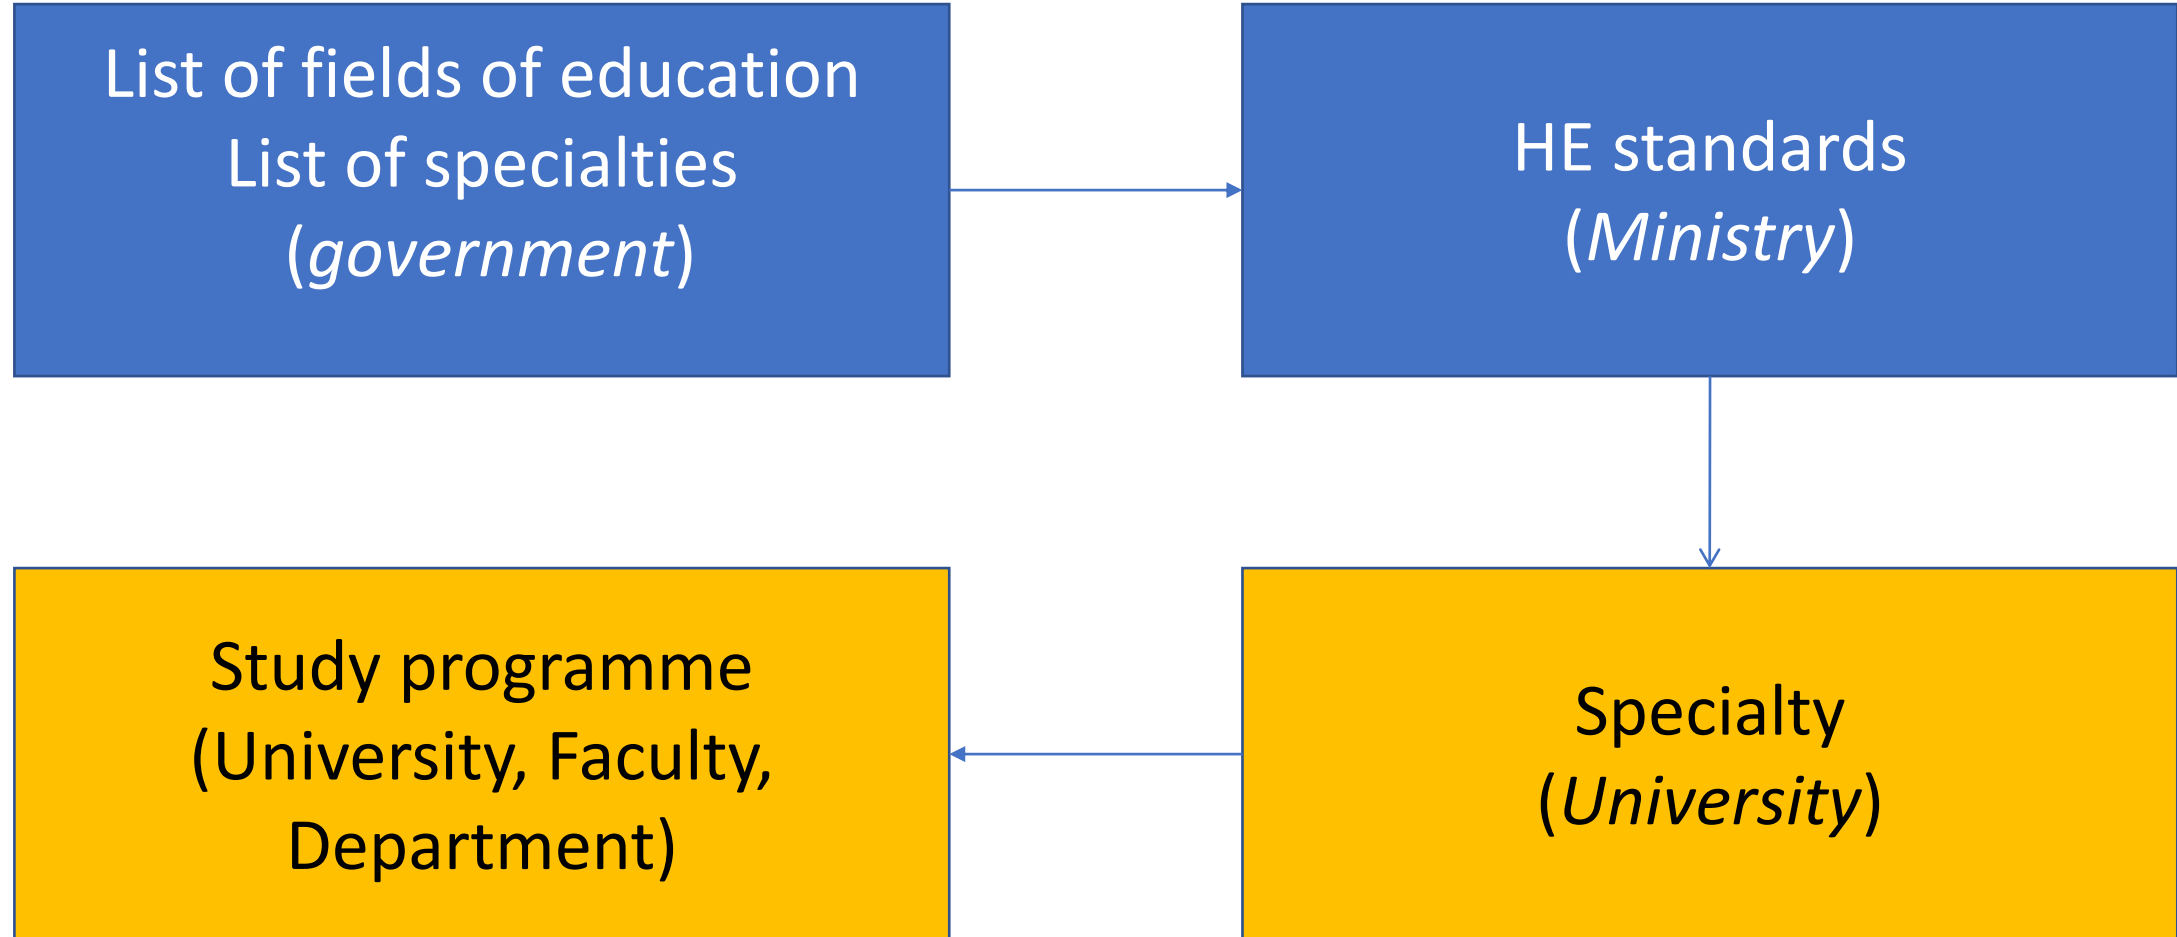 List of fields of education
List of specialties
(government)
HE standards
(Ministry)
Study programme
(University, Faculty,
Department)
Specialty
(University)